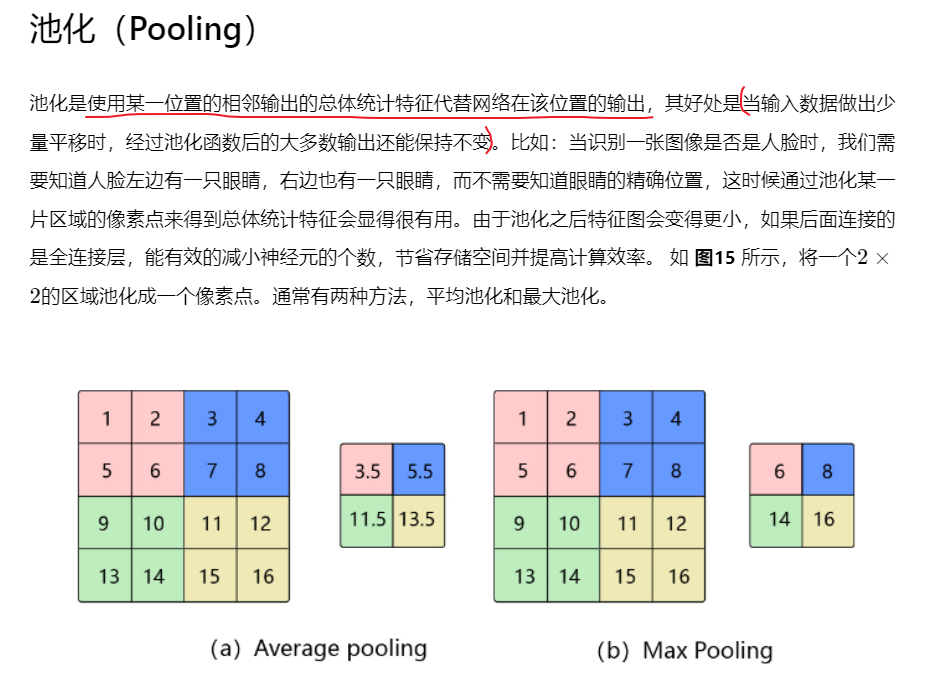 池化（Pooling）
池化是使用某一位置的相邻输出的总体统计特征代替网络在该位置的输出，其好处是当输入数据做出少
量平移时，经过池化函数后的大多数输出还能保持不变。比如：当识别一张图像是否是人脸时，我们需
要知道人脸左边有一只眼睛，右边也有一只眼睛，而不需要知道眼睛的精确位置，这时候通过池化某一
片区域的像素点来得到总体统计特征会显得很有用。由于池化之后特征图会变得更小，如果后面连接的
是全连接层，能有效的减小神经元的个数，节省存储空间并提高计算效率。 如 图15 所示，将一个2 ×
2的区域池化成一个像素点。通常有两种方法，平均池化和最大池化。
1 2 3 4
5 6 7 8
9 10 11 12
13 14 15 16
3.5 5.5
11.5 13.5
(a) Average pooling
1 2 3 4
5 6 7 8
9 10 11 12
13 14 15 16
6 8
14 16
(b) Max Pooling